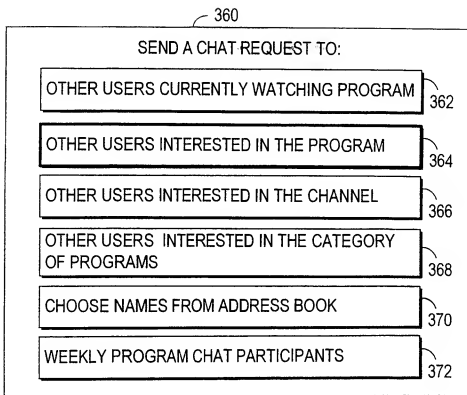 360
SEND A CHAT REQUEST TO:
OTHER USERS CURRENTLY WATCHING PROGRAM
362
OTHER USERS INTERESTED IN THE PROGRAM
364
OTHER USERS INTERESTED IN THE CHANNEL
366
OTHER USERS INTERESTED IN THE CATEGORY
OF PROGRAMS
368
CHOOSE NAMES FROM ADDRESS BOOK
370
WEEKLY PROGRAM CHAT PARTICIPANTS
372